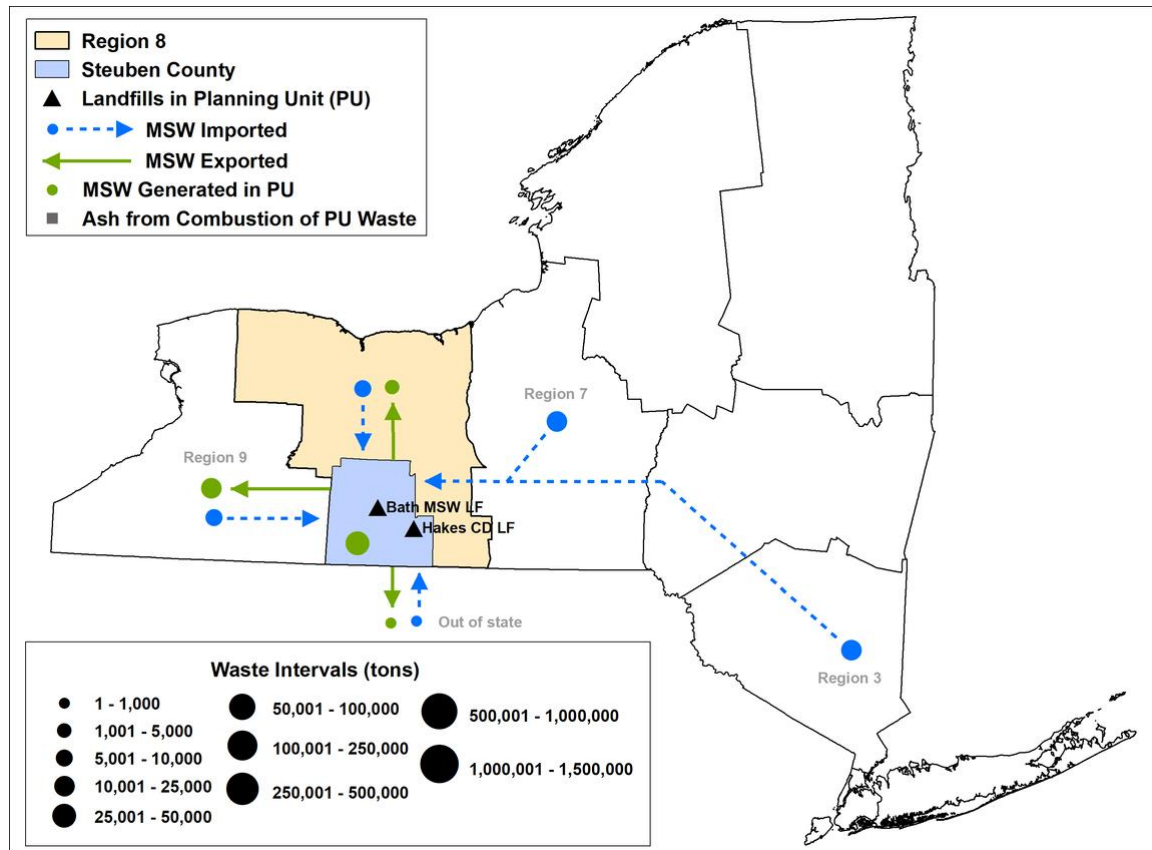 Region 8
Steuben County
Landfills in Planning Unit (PU)
MSW Imported
MSW Exported
MSW Generated in PU
Ash from Combustion of PU Waste
Region 7
Region 9
Bath MSW LF
Hakes CD LF
Out of state
Region 3
Waste Intervals (tons)
1 - 1,000
1,001 - 5,000
5,001 - 10,000
10,001 - 25,000
25,001 - 50,000
50,001 - 100,000
100,001 - 250,000
250,001 - 500,000
500,001 - 1,000,000
1,000,001 - 1,500,000